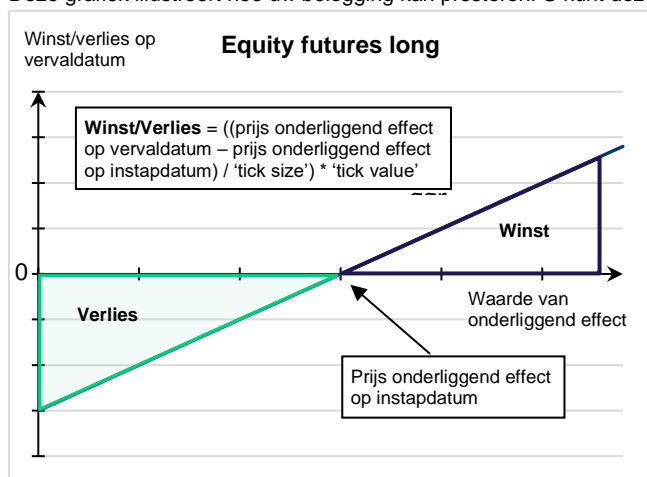 Winst/verlies op
vervaldatum
Equity futures long
Winst/Verlies = ((prijs onderliggend effect
op vervaldatum – prijs onderliggend effect
op instapdatum) / 'tick size') * 'tick value'
Winst
0
Waarde van
onderliggend effect
Verlies
Prijs onderliggend effect
op instapdatum